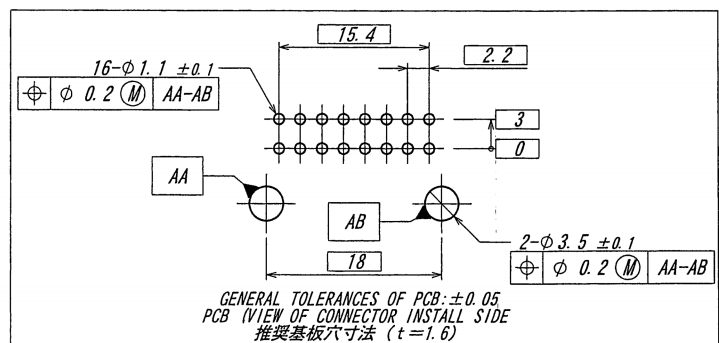 15.4
2.2
16-Φ1.1 ±0.1
⌖ Φ 0.2 Ⓜ AA-AB
3
0
AA
AB
2-Φ3.5 ±0.1
⌖ Φ 0.2 Ⓜ AA-AB
18
GENERAL TOLERANCES OF PCB:±0.05
PCB (VIEW OF CONNECTOR INSTALL SIDE
推奨基板穴寸法 (t=1.6)